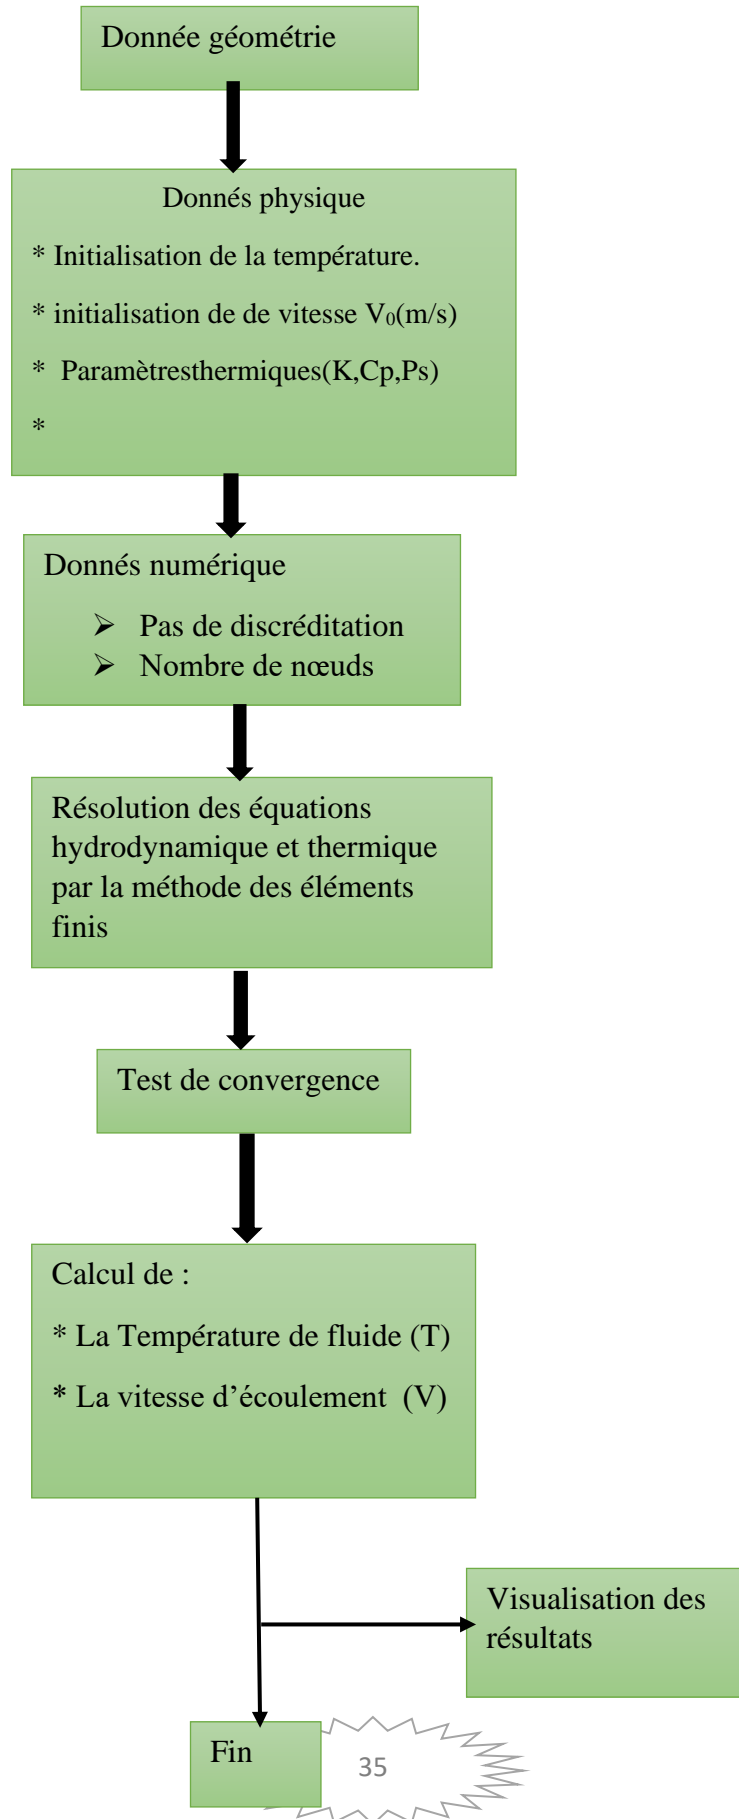 Donnée géométrie
Donnés physique
* Initialisation de la température.
* initialisation de de vitesse V₀(m/s)
* Paramètresthermiques(K,Cp,Ps)
*
Donnés numérique
➢ Pas de discréditation
➢ Nombre de nœuds
Résolution des équations
hydrodynamique et thermique
par la méthode des éléments
finis
Test de convergence
Calcul de :
* La Température de fluide (T)
* La vitesse d’écoulement (V)
Visualisation des
résultats
Fin
35